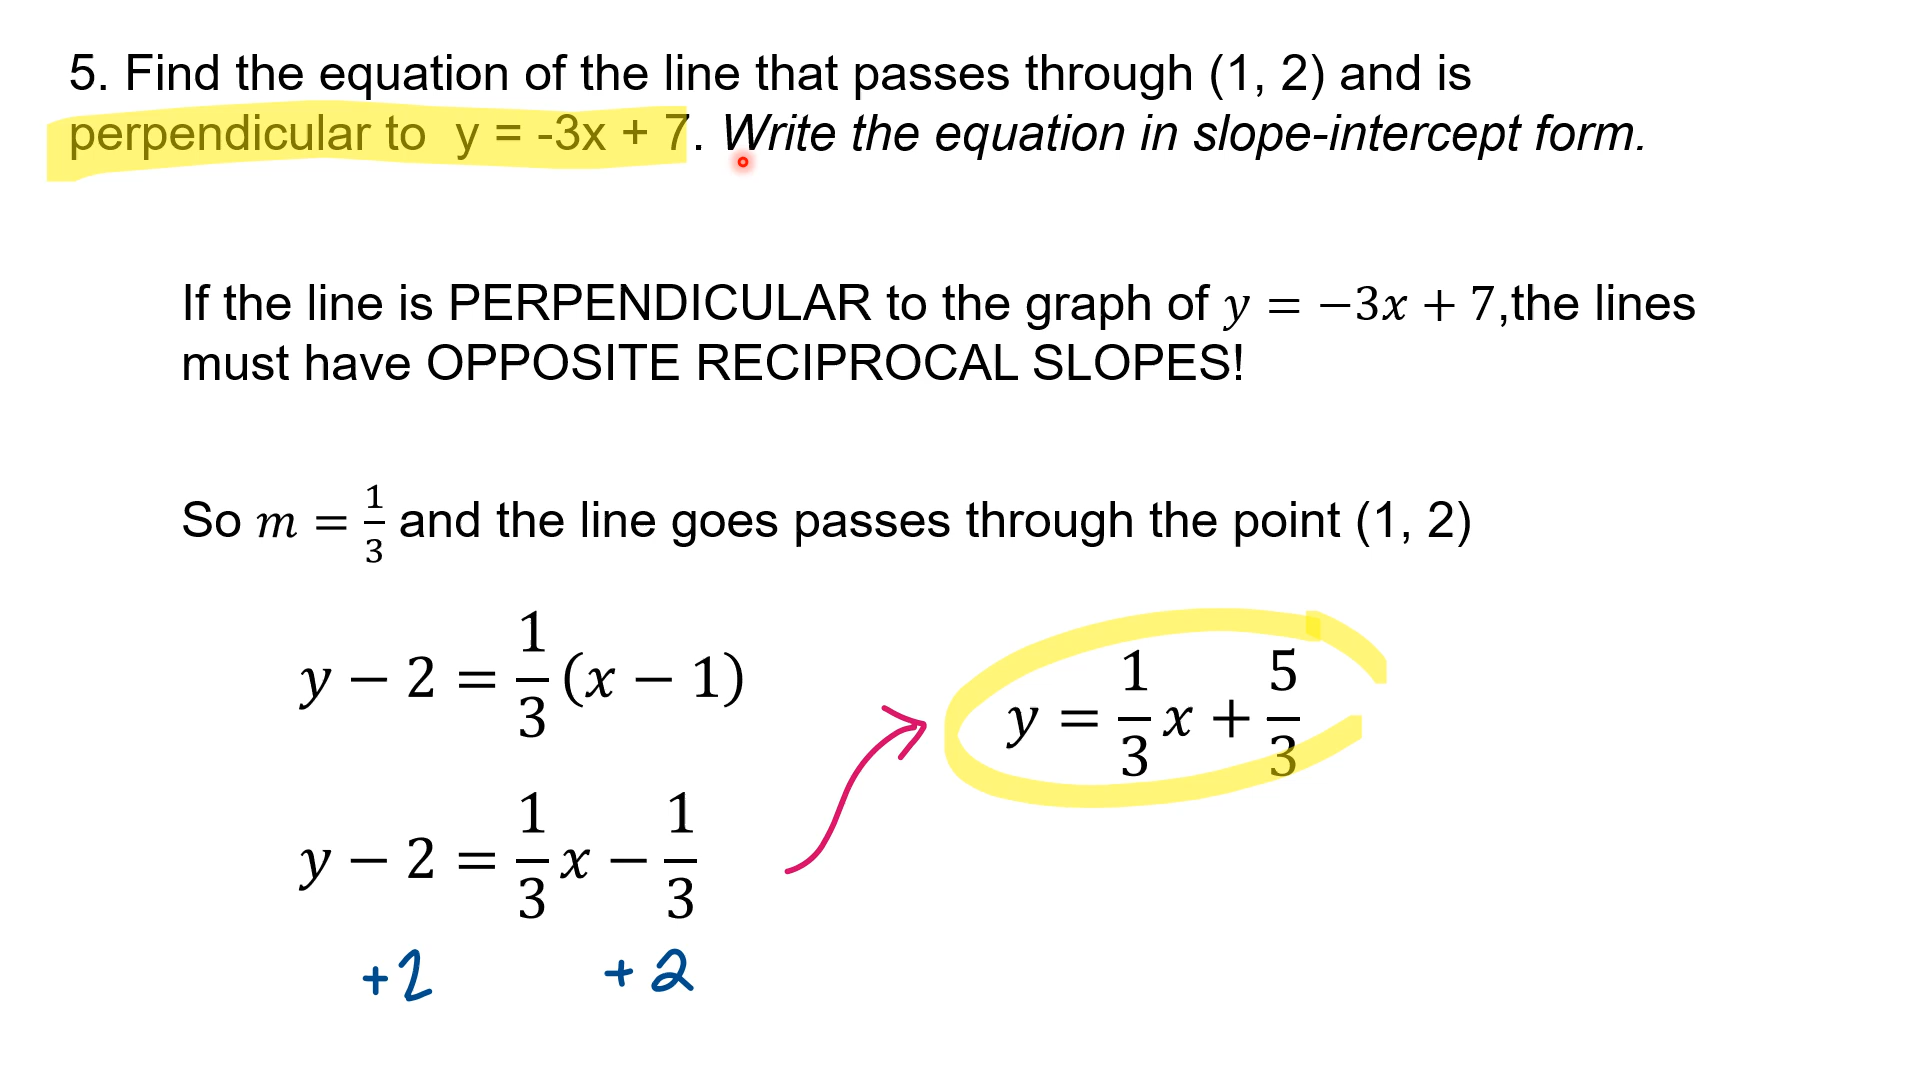 5. Find the equation of the line that passes through (1, 2) and is
perpendicular to  y = -3x + 7. Write the equation in slope-intercept form.
If the line is PERPENDICULAR to the graph of y = −3x + 7,the lines
must have OPPOSITE RECIPROCAL SLOPES!
So m = 1/3 and the line goes passes through the point (1, 2)
y − 2 = 1/3(x − 1)
y − 2 = 1/3x − 1/3
+2 +2
y = 1/3x + 5/3